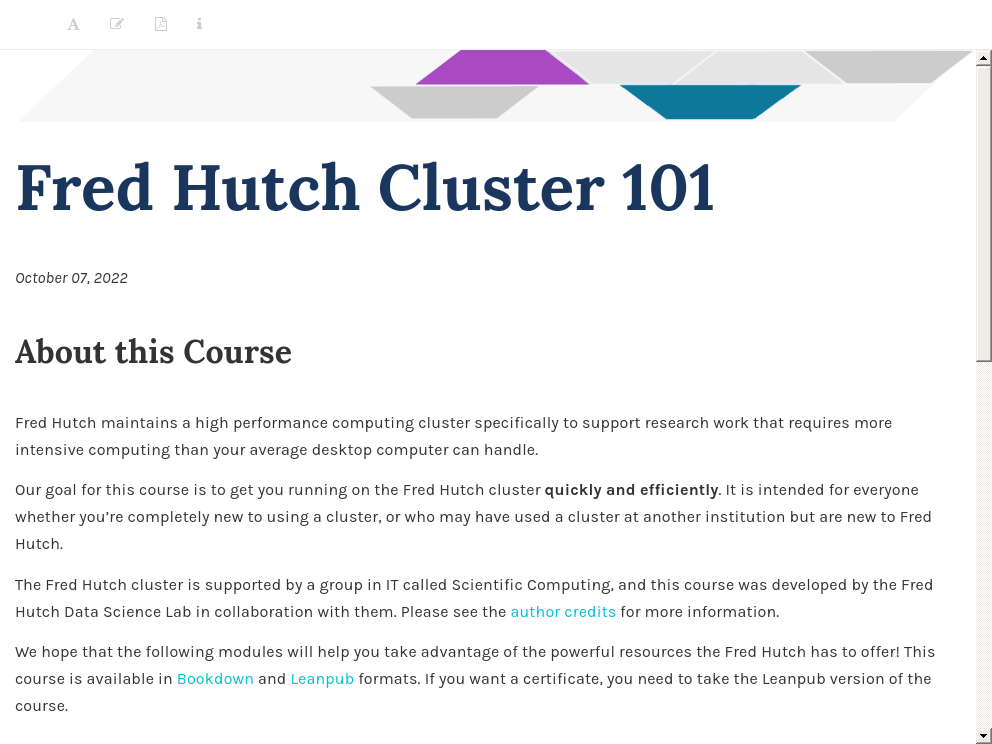 Fred Hutch Cluster 101
October 07, 2022
About this Course
Fred Hutch maintains a high performance computing cluster specifically to support research work that requires more
intensive computing than your average desktop computer can handle.
Our goal for this course is to get you running on the Fred Hutch cluster quickly and efficiently. It is intended for everyone
whether you’re completely new to using a cluster, or who may have used a cluster at another institution but are new to Fred
Hutch.
The Fred Hutch cluster is supported by a group in IT called Scientific Computing, and this course was developed by the Fred
Hutch Data Science Lab in collaboration with them. Please see the author credits for more information.
We hope that the following modules will help you take advantage of the powerful resources the Fred Hutch has to offer! This
course is available in Bookdown and Leanpub formats. If you want a certificate, you need to take the Leanpub version of the
course.